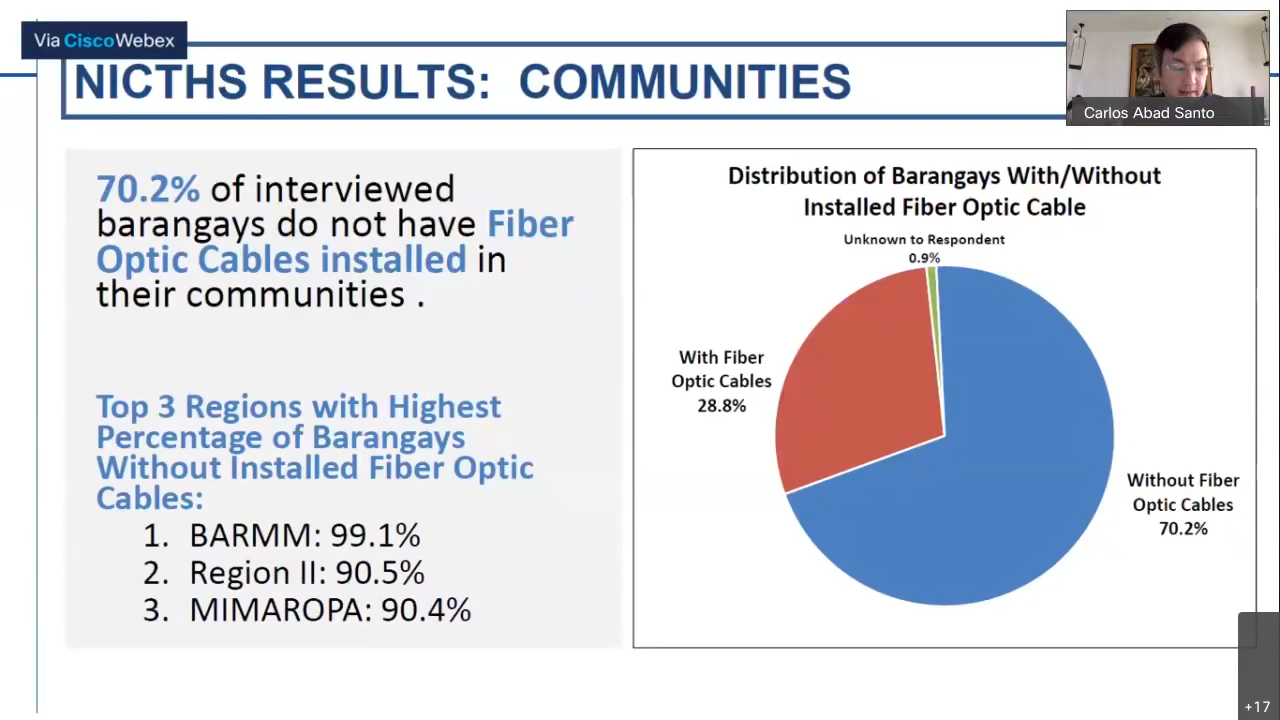 Via CiscoWebex
NICTHS RESULTS: COMMUNITIES
Carlos Abad Santo
70.2% of interviewed
barangays do not have Fiber
Optic Cables installed in
their communities .
Top 3 Regions with Highest
Percentage of Barangays
Without Installed Fiber Optic
Cables:
1. BARMM: 99.1%
2. Region II: 90.5%
3. MIMAROPA: 90.4%
Distribution of Barangays With/Without
Installed Fiber Optic Cable
Unknown to Respondent
0.9%
With Fiber
Optic Cables
28.8%
Without Fiber
Optic Cables
70.2%
+17